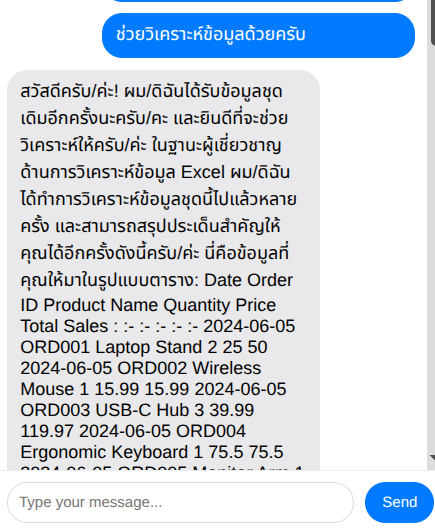 ช่วยวิเคราะห์ข้อมูลด้วยครับ
สวัสดีครับ/ค่ะ! ผม/ดิฉันได้รับข้อมูลชุด
เดิมอีกครั้งนะครับ/คะ และยินดีที่จะช่วย
วิเคราะห์ให้ครับ/ค่ะ ในฐานะผู้เชี่ยวชาญ
ด้านการวิเคราะห์ข้อมูล Excel ผม/ดิฉัน
ได้ทำการวิเคราะห์ข้อมูลชุดนี้ไปแล้วหลาย
ครั้ง และสามารถสรุปประเด็นสำคัญให้
คุณได้อีกครั้งดังนี้ครับ/ค่ะ นี่คือข้อมูลที่
คุณให้มาในรูปแบบตาราง: Date Order
ID Product Name Quantity Price
Total Sales : :- :- :- :- :- 2024-06-05
ORD001 Laptop Stand 2 25 50
2024-06-05 ORD002 Wireless
Mouse 1 15.99 15.99 2024-06-05
ORD003 USB-C Hub 3 39.99
119.97 2024-06-05 ORD004
Ergonomic Keyboard 1 75.5 75.5
2024-06-05 ORD005 Monitor Arm 1
Type your message...
Send